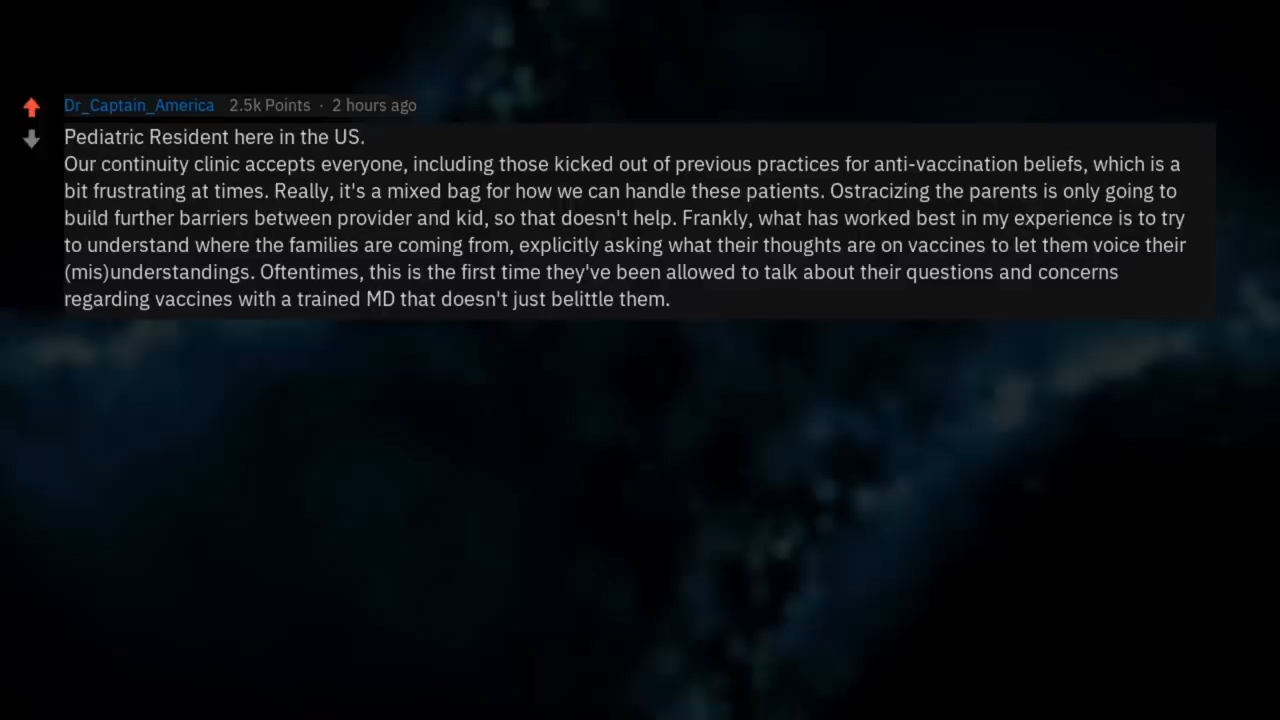 Dr_Captain_America 2.5k Points · 2 hours ago
Pediatric Resident here in the US.
Our continuity clinic accepts everyone, including those kicked out of previous practices for anti-vaccination beliefs, which is a
bit frustrating at times. Really, it's a mixed bag for how we can handle these patients. Ostracizing the parents is only going to
build further barriers between provider and kid, so that doesn't help. Frankly, what has worked best in my experience is to try
to understand where the families are coming from, explicitly asking what their thoughts are on vaccines to let them voice their
(mis)understandings. Oftentimes, this is the first time they've been allowed to talk about their questions and concerns
regarding vaccines with a trained MD that doesn't just belittle them.